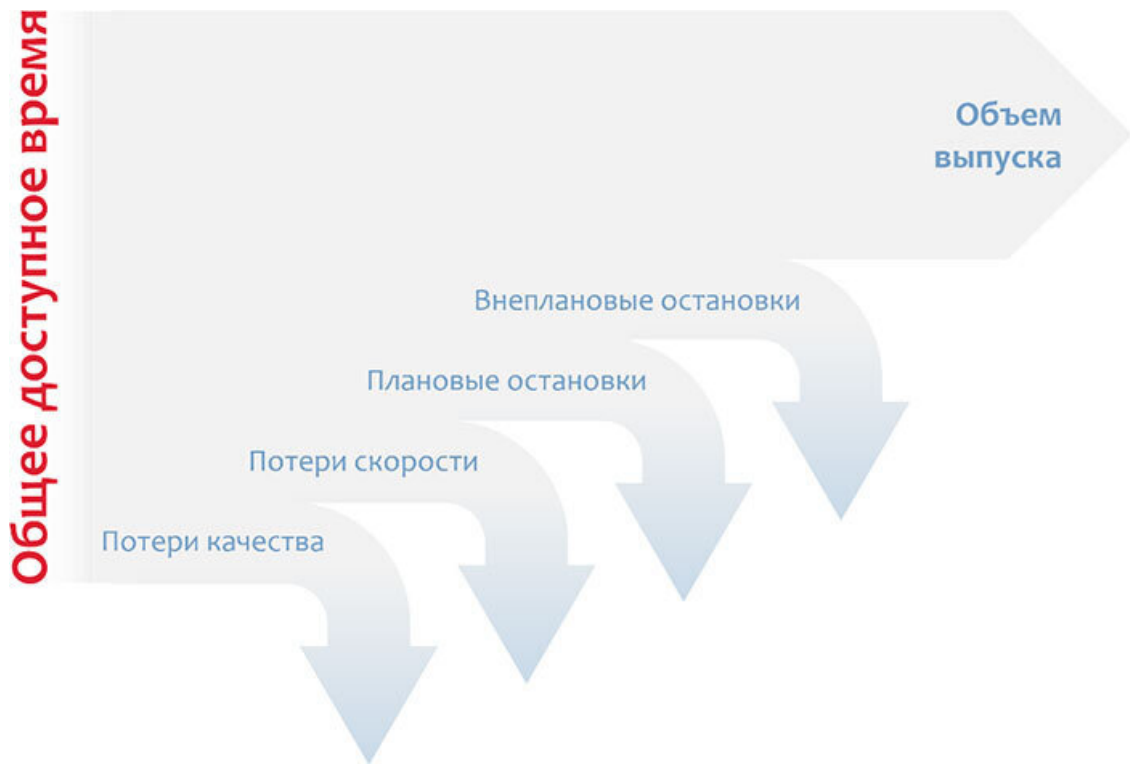 Общее доступное время
Объем
выпуска
Внеплановые остановки
Плановые остановки
Потери скорости
Потери качества